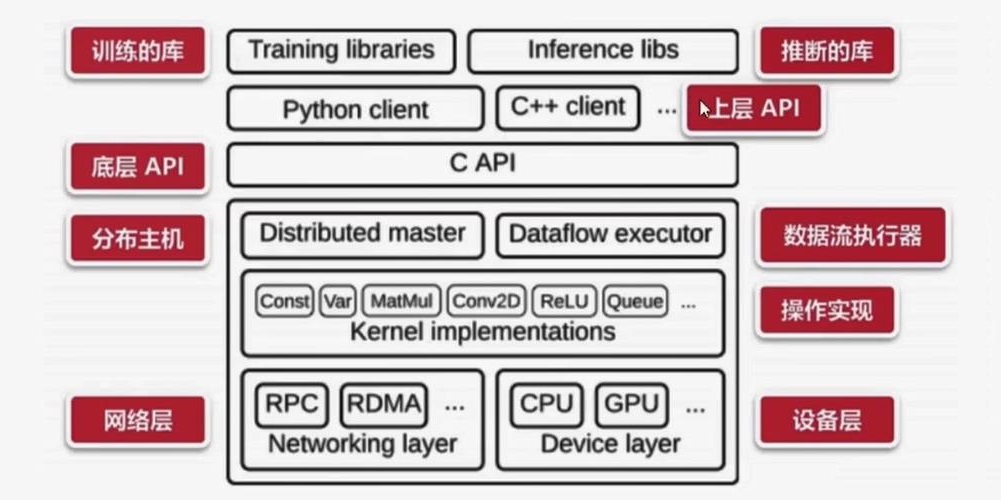 训练的库
Training libraries
Inference libs
推断的库
Python client
C++ client
...
上层 API
底层 API
C API
分布主机
Distributed master
Dataflow executor
数据流执行器
Const
Var
MatMul
Conv2D
ReLU
Queue
...
Kernel implementations
操作实现
网络层
RPC
RDMA
...
Networking layer
CPU
GPU
...
Device layer
设备层